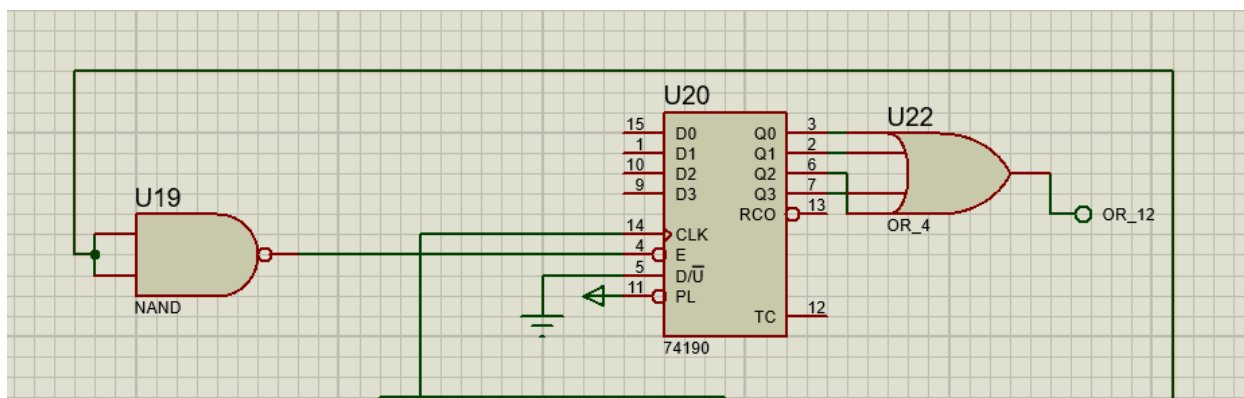 U20
U22
U19
15 D0 Q0 3
1 D1 Q1 2
10 D2 Q2 6
9 D3 Q3 7
RCO 13
14 CLK
4 E
5 D/U̅
11 PL
TC 12
OR_4
OR_12
NAND
74190